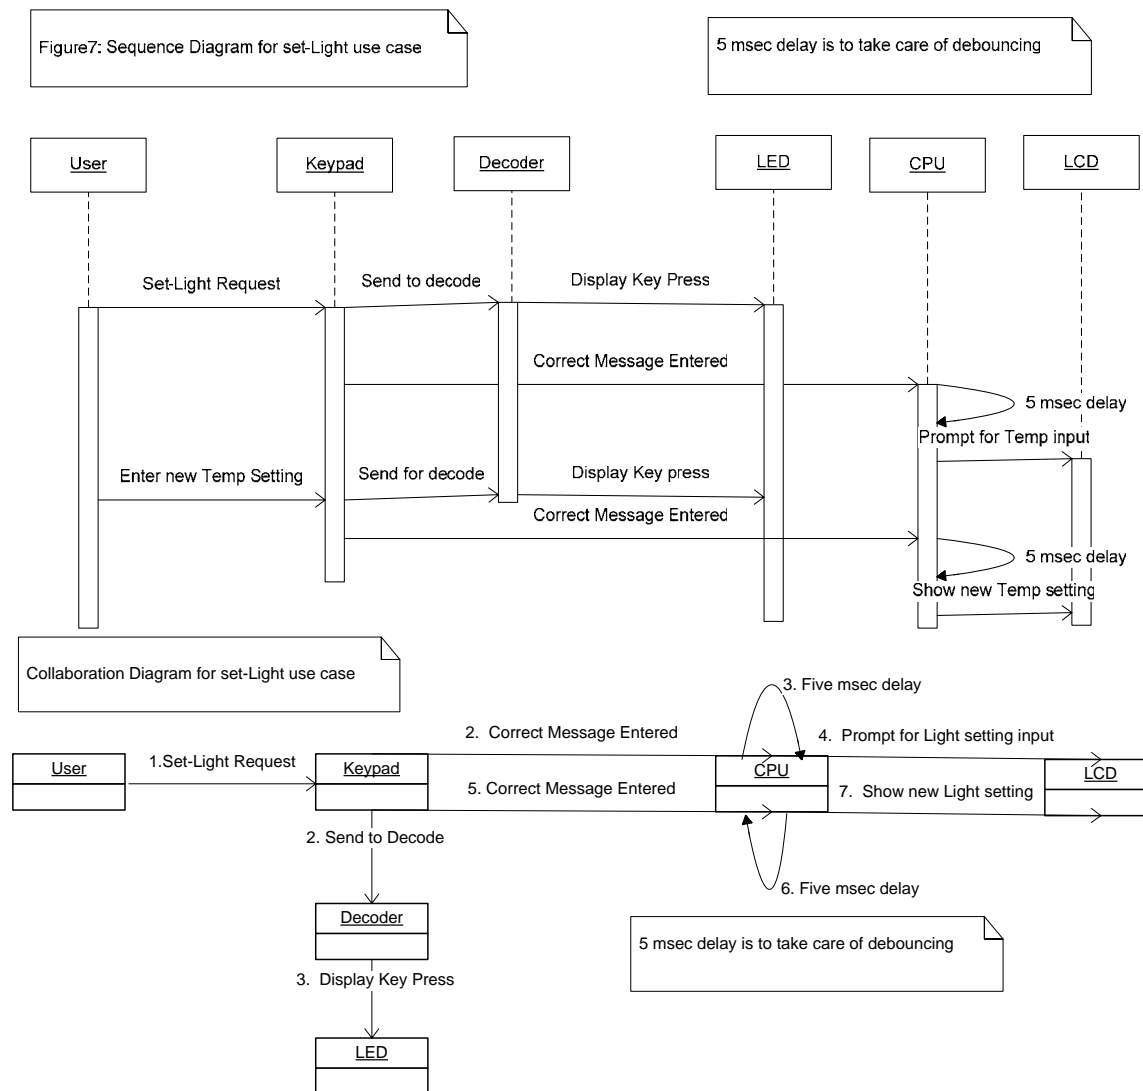 Figure7: Sequence Diagram for set-Light use case
5 msec delay is to take care of debouncing
User
Keypad
Decoder
LED
CPU
LCD
Set-Light Request
Send to decode
Display Key Press
Correct Message Entered
5 msec delay
Prompt for Temp input
Enter new Temp Setting
Send for decode
Display Key press
Correct Message Entered
5 msec delay
Show new Temp setting
Collaboration Diagram for set-Light use case
3. Five msec delay
2. Correct Message Entered
4. Prompt for Light setting input
User
1.Set-Light Request
Keypad
CPU
LCD
5. Correct Message Entered
7. Show new Light setting
2. Send to Decode
6. Five msec delay
Decoder
5 msec delay is to take care of debouncing
3. Display Key Press
LED